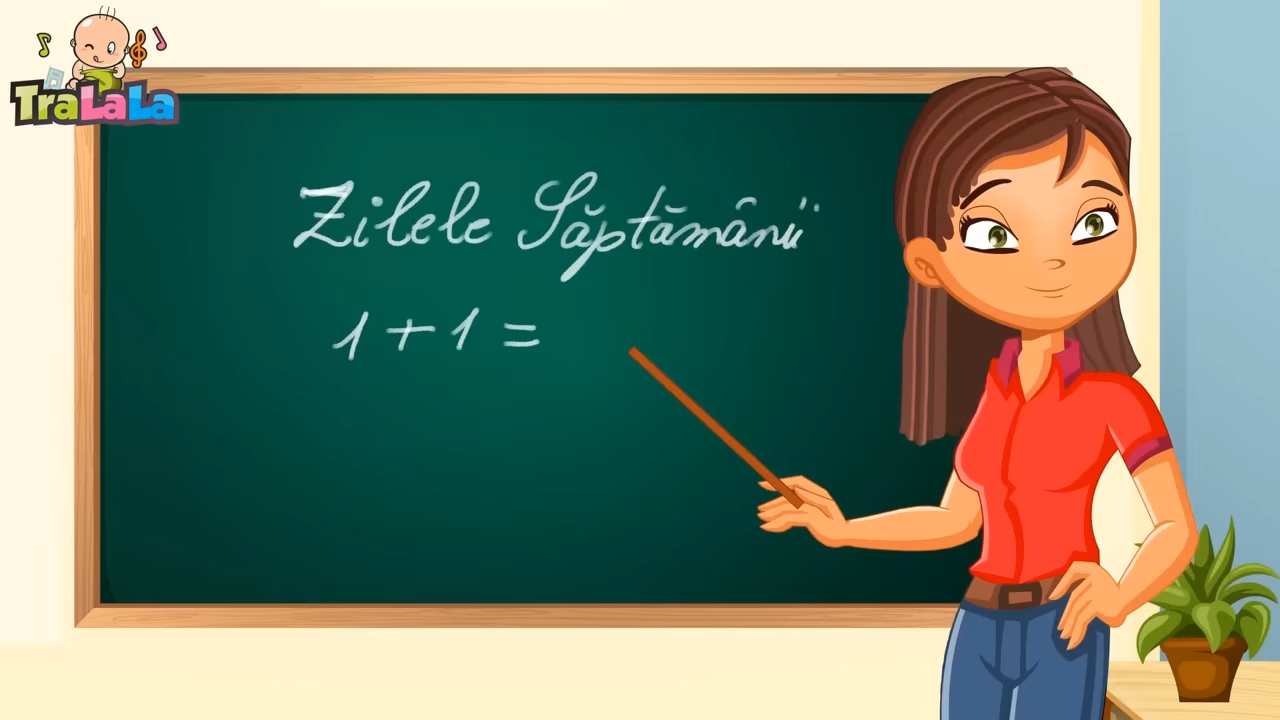 TraLaLa
Zilele Săptămânii
1 + 1 =